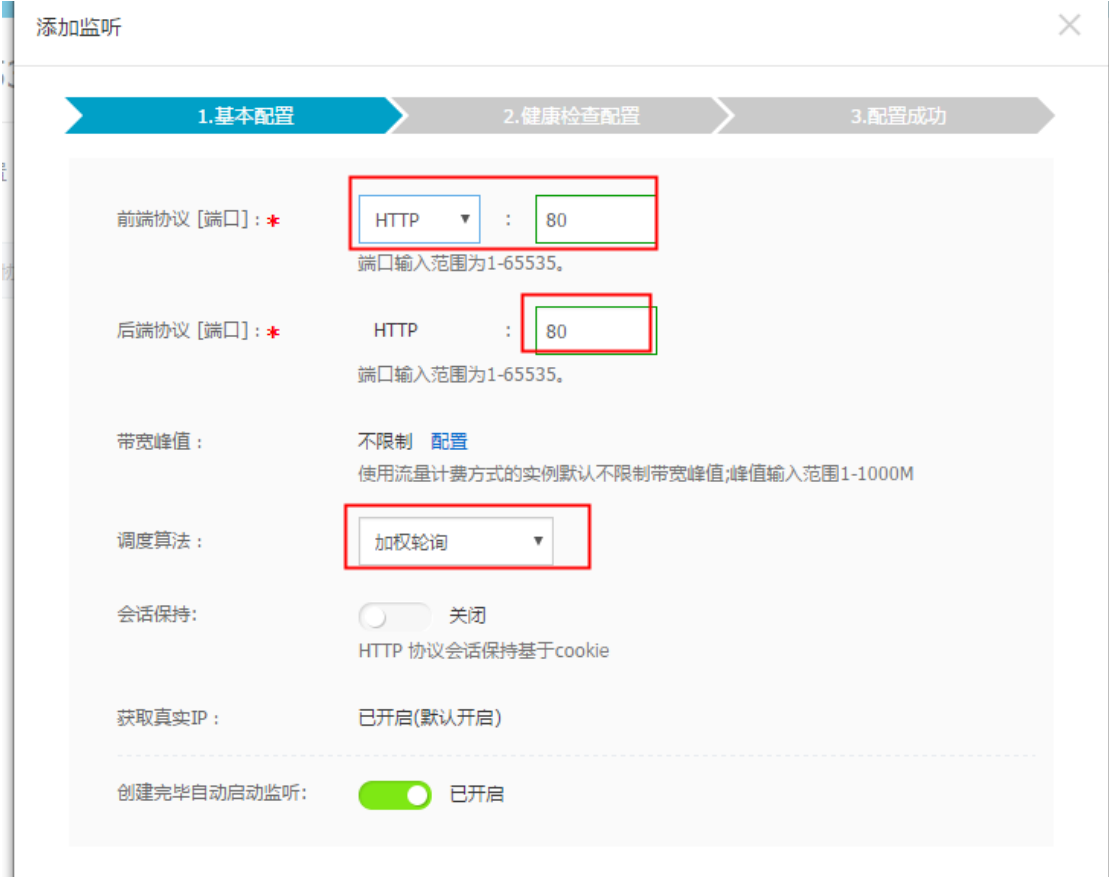 添加监听
1.基本配置 2.健康检查配置 3.配置成功
前端协议 [端口] : * HTTP : 80
端口输入范围为1-65535。
后端协议 [端口] : * HTTP : 80
端口输入范围为1-65535。
带宽峰值 : 不限制 配置
使用流量计费方式的实例默认不限制带宽峰值;峰值输入范围1-1000M
调度算法 : 加权轮询
会话保持: 关闭
HTTP 协议会话保持基于cookie
获取真实IP : 已开启(默认开启)
创建完毕自动启动监听: 已开启